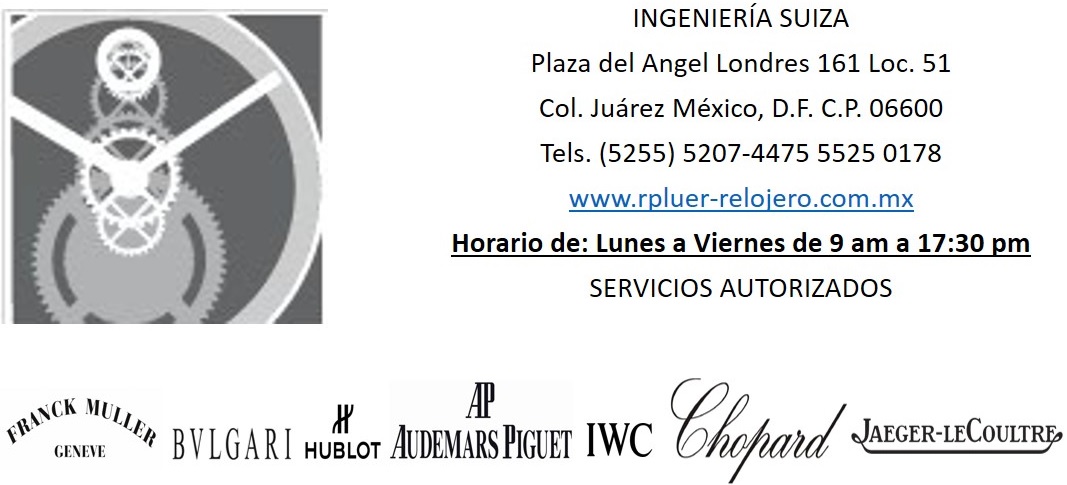 INGENIERÍA SUIZA
Plaza del Angel Londres 161 Loc. 51
Col. Juárez México, D.F. C.P. 06600
Tels. (5255) 5207-4475 5525 0178
www.rpluer-relojero.com.mx
Horario de: Lunes a Viernes de 9 am a 17:30 pm
SERVICIOS AUTORIZADOS
FRANCK MULLER
GENEVE
BVLGARI
H
HUBLOT
AP
AUDEMARS PIGUET
IWC
Chopard
JAEGER-LECOULTRE